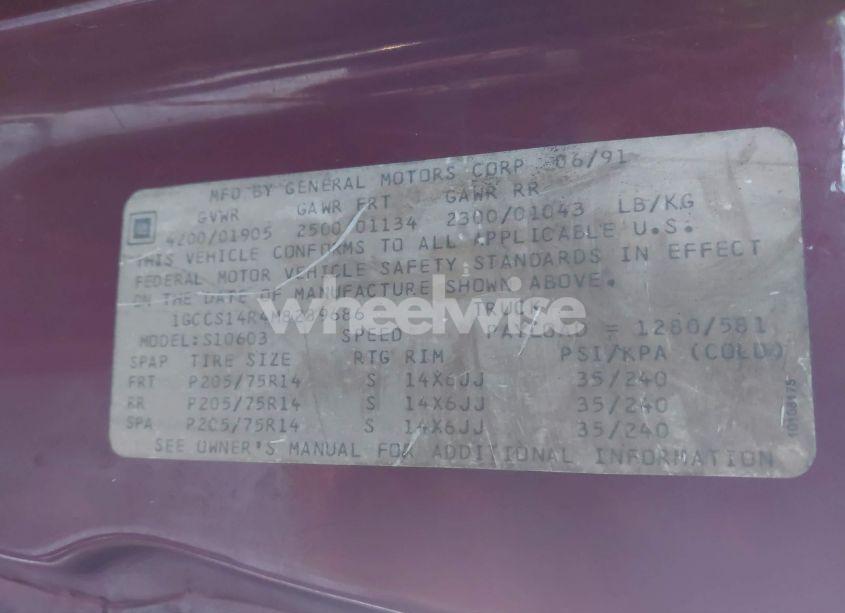 MFD BY GENERAL MOTORS CORP 06/91
GVWR GAWR FRT GAWR RR
GM 4200/01905 2500/01134 2300/01043 LB/KG
THIS VEHICLE CONFORMS TO ALL APPLICABLE U.S.
FEDERAL MOTOR VEHICLE SAFETY STANDARDS IN EFFECT
ON THE DATE OF MANUFACTURE SHOWN ABOVE.
1GCCS14R4M8289686 TRUCK
wheelwise
MODEL:S10603 SPEED PAYLOAD = 1280/581
SPAP TIRE SIZE RTG RIM PSI/KPA (COLD)
FRT P205/75R14 S 14X6JJ 35/240
RR P205/75R14 S 14X6JJ 35/240
SPA P205/75R14 S 14X6JJ 35/240
SEE OWNER'S MANUAL FOR ADDITIONAL INFORMATION